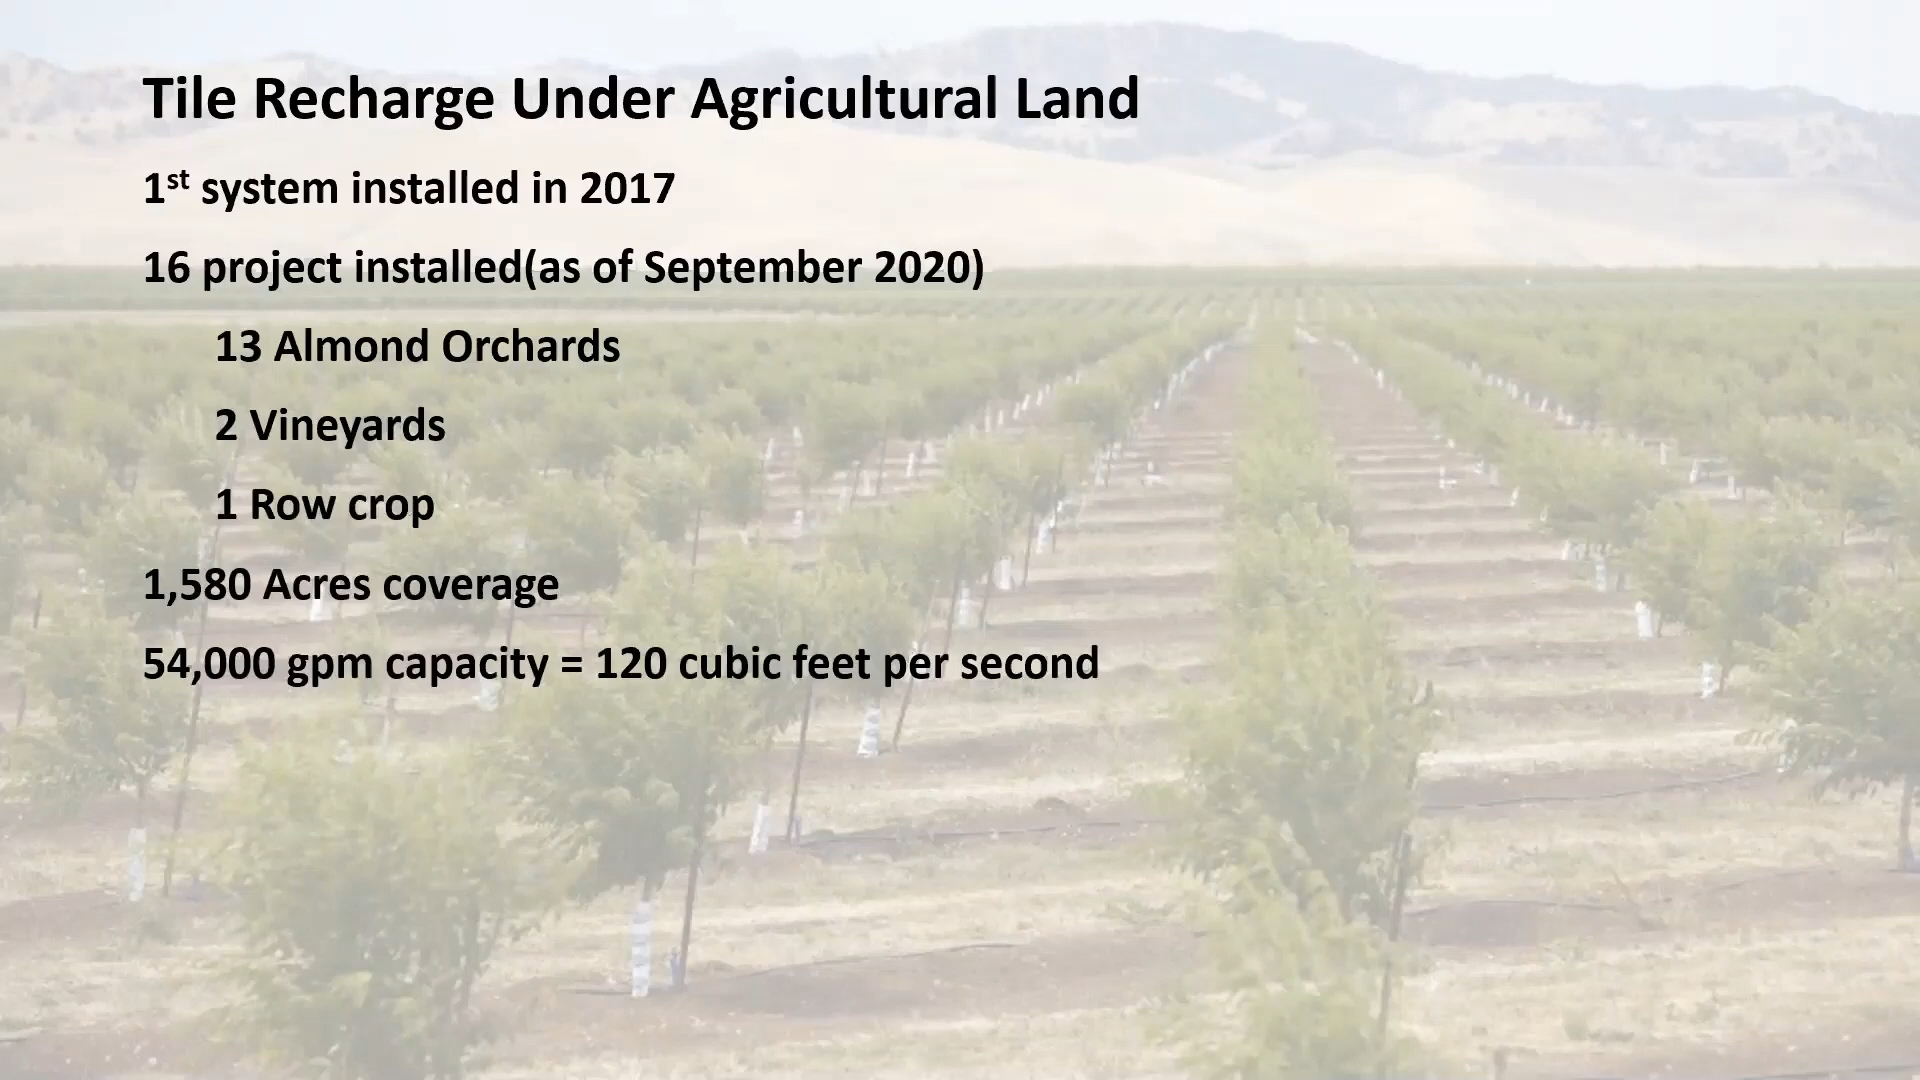 Tile Recharge Under Agricultural Land
1st system installed in 2017
16 project installed(as of September 2020)
13 Almond Orchards
2 Vineyards
1 Row crop
1,580 Acres coverage
54,000 gpm capacity = 120 cubic feet per second